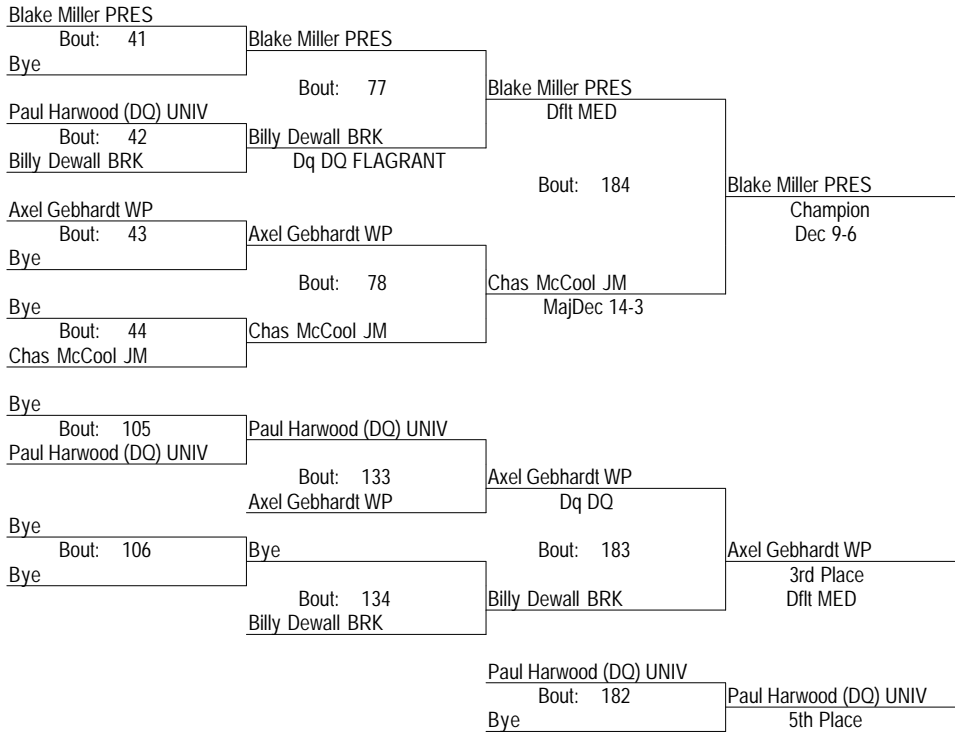 Blake Miller PRES
Bout: 41
Blake Miller PRES
Bye
Bout: 77
Blake Miller PRES
Paul Harwood (DQ) UNIV
Dflt MED
Bout: 42
Billy Dewall BRK
Billy Dewall BRK
Dq DQ FLAGRANT
Bout: 184
Blake Miller PRES
Axel Gebhardt WP
Champion
Bout: 43
Axel Gebhardt WP
Dec 9-6
Bye
Bout: 78
Chas McCool JM
Bye
MajDec 14-3
Bout: 44
Chas McCool JM
Chas McCool JM
Bye
Bout: 105
Paul Harwood (DQ) UNIV
Paul Harwood (DQ) UNIV
Bout: 133
Axel Gebhardt WP
Axel Gebhardt WP
Dq DQ
Bye
Bout: 106
Bye
Bout: 183
Axel Gebhardt WP
Bye
3rd Place
Bout: 134
Billy Dewall BRK
Dflt MED
Billy Dewall BRK
Paul Harwood (DQ) UNIV
Bout: 182
Paul Harwood (DQ) UNIV
Bye
5th Place